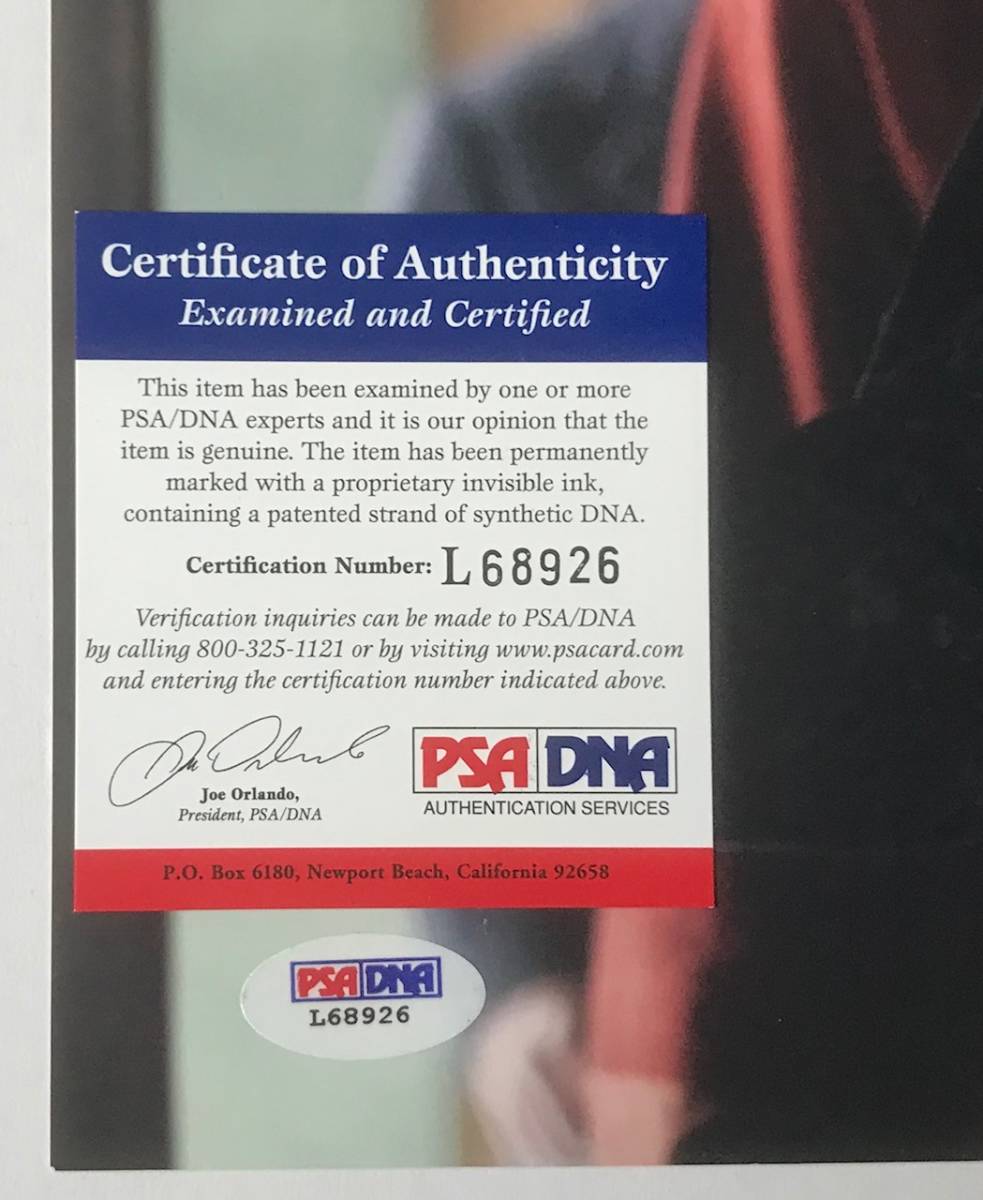 Certificate of Authenticity
Examined and Certified
This item has been examined by one or more
PSA/DNA experts and it is our opinion that the
item is genuine. The item has been permanently
marked with a proprietary invisible ink,
containing a patented strand of synthetic DNA.
Certification Number: L68926
Verification inquiries can be made to PSA/DNA
by calling 800-325-1121 or by visiting www.psacard.com
and entering the certification number indicated above.
Joe Orlando,
President, PSA/DNA
PSA DNA
AUTHENTICATION SERVICES
P.O. Box 6180, Newport Beach, California 92658
PSA DNA
L68926